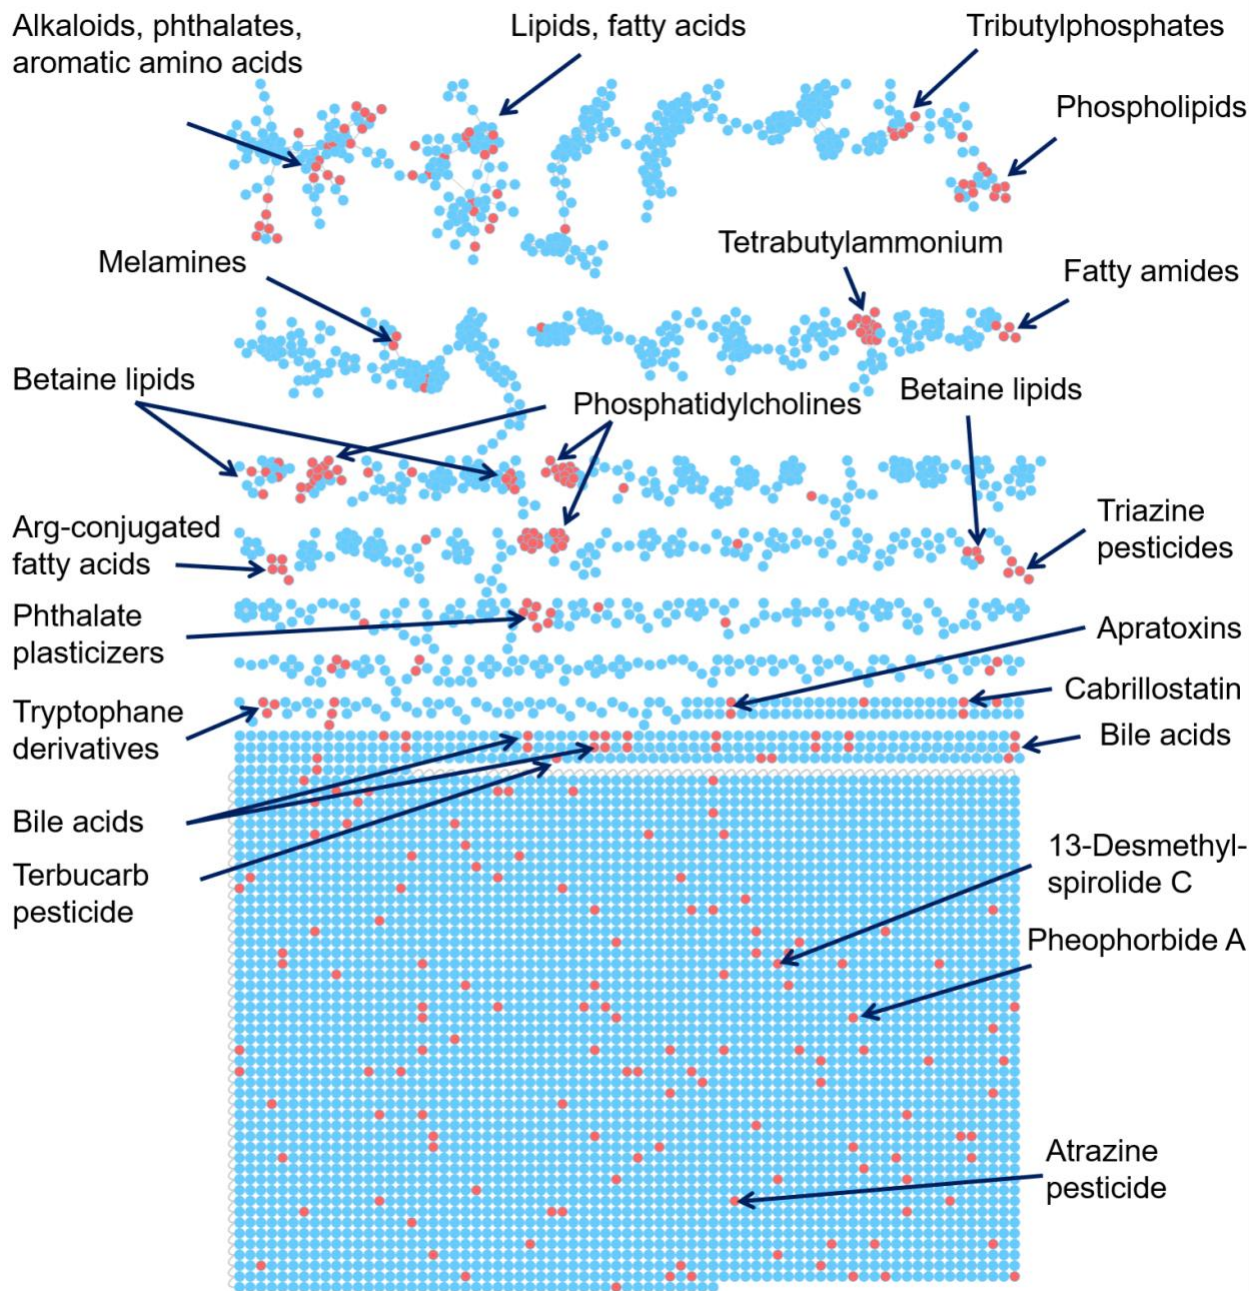 Alkaloids, phthalates,
aromatic amino acids
Lipids, fatty acids
Tributylphosphates
Phospholipids
Tetrabutylammonium
Melamines
Fatty amides
Betaine lipids
Phosphatidylcholines
Betaine lipids
Arg-conjugated
fatty acids
Triazine
pesticides
Phthalate
plasticizers
Apratoxins
Cabrillostatin
Tryptophane
derivatives
Bile acids
Bile acids
Terbucarb
pesticide
13-Desmethyl-
spirolide C
Pheophorbide A
Atrazine
pesticide